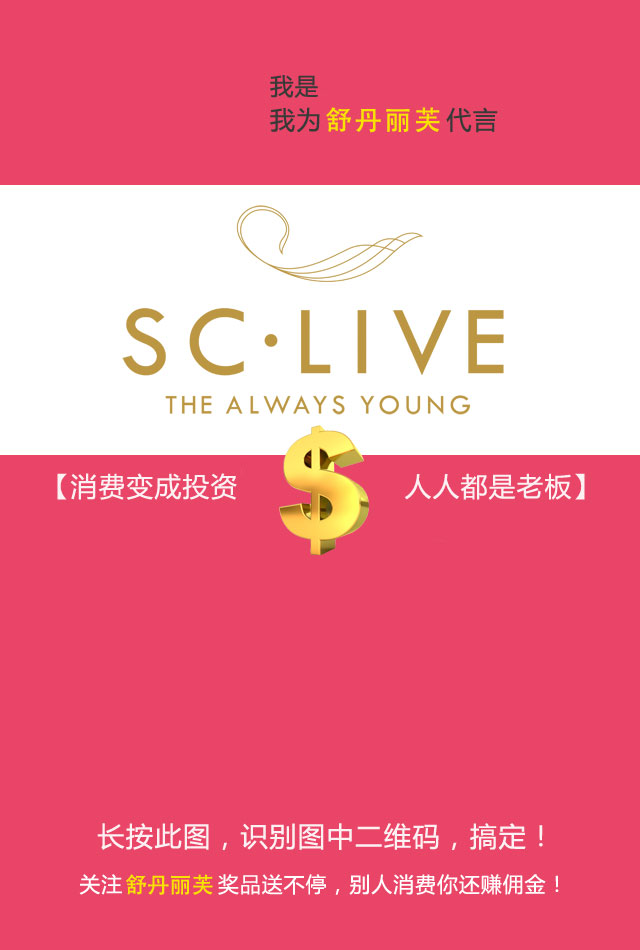 我是
我为舒丹丽芙代言
SC·LIVE
THE ALWAYS YOUNG
【消费变成投资 $ 人人都是老板】
长按此图，识别图中二维码，搞定！
关注舒丹丽芙奖品送不停，别人消费你还赚佣金！